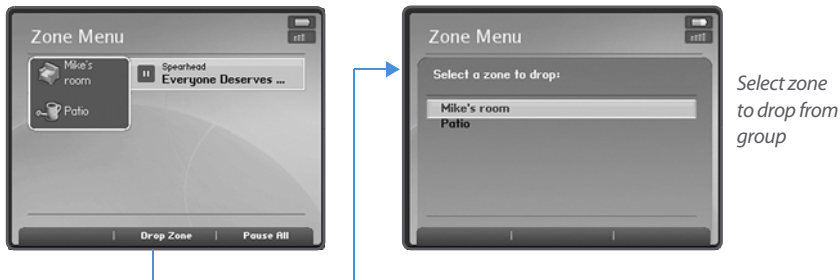 Zone Menu
Mike's
room
Patio
Spearhead
Everyone Deserves ...
Drop Zone | Pause All
Zone Menu
Select a zone to drop:
Mike's room
Patio
Select zone
to drop from
group